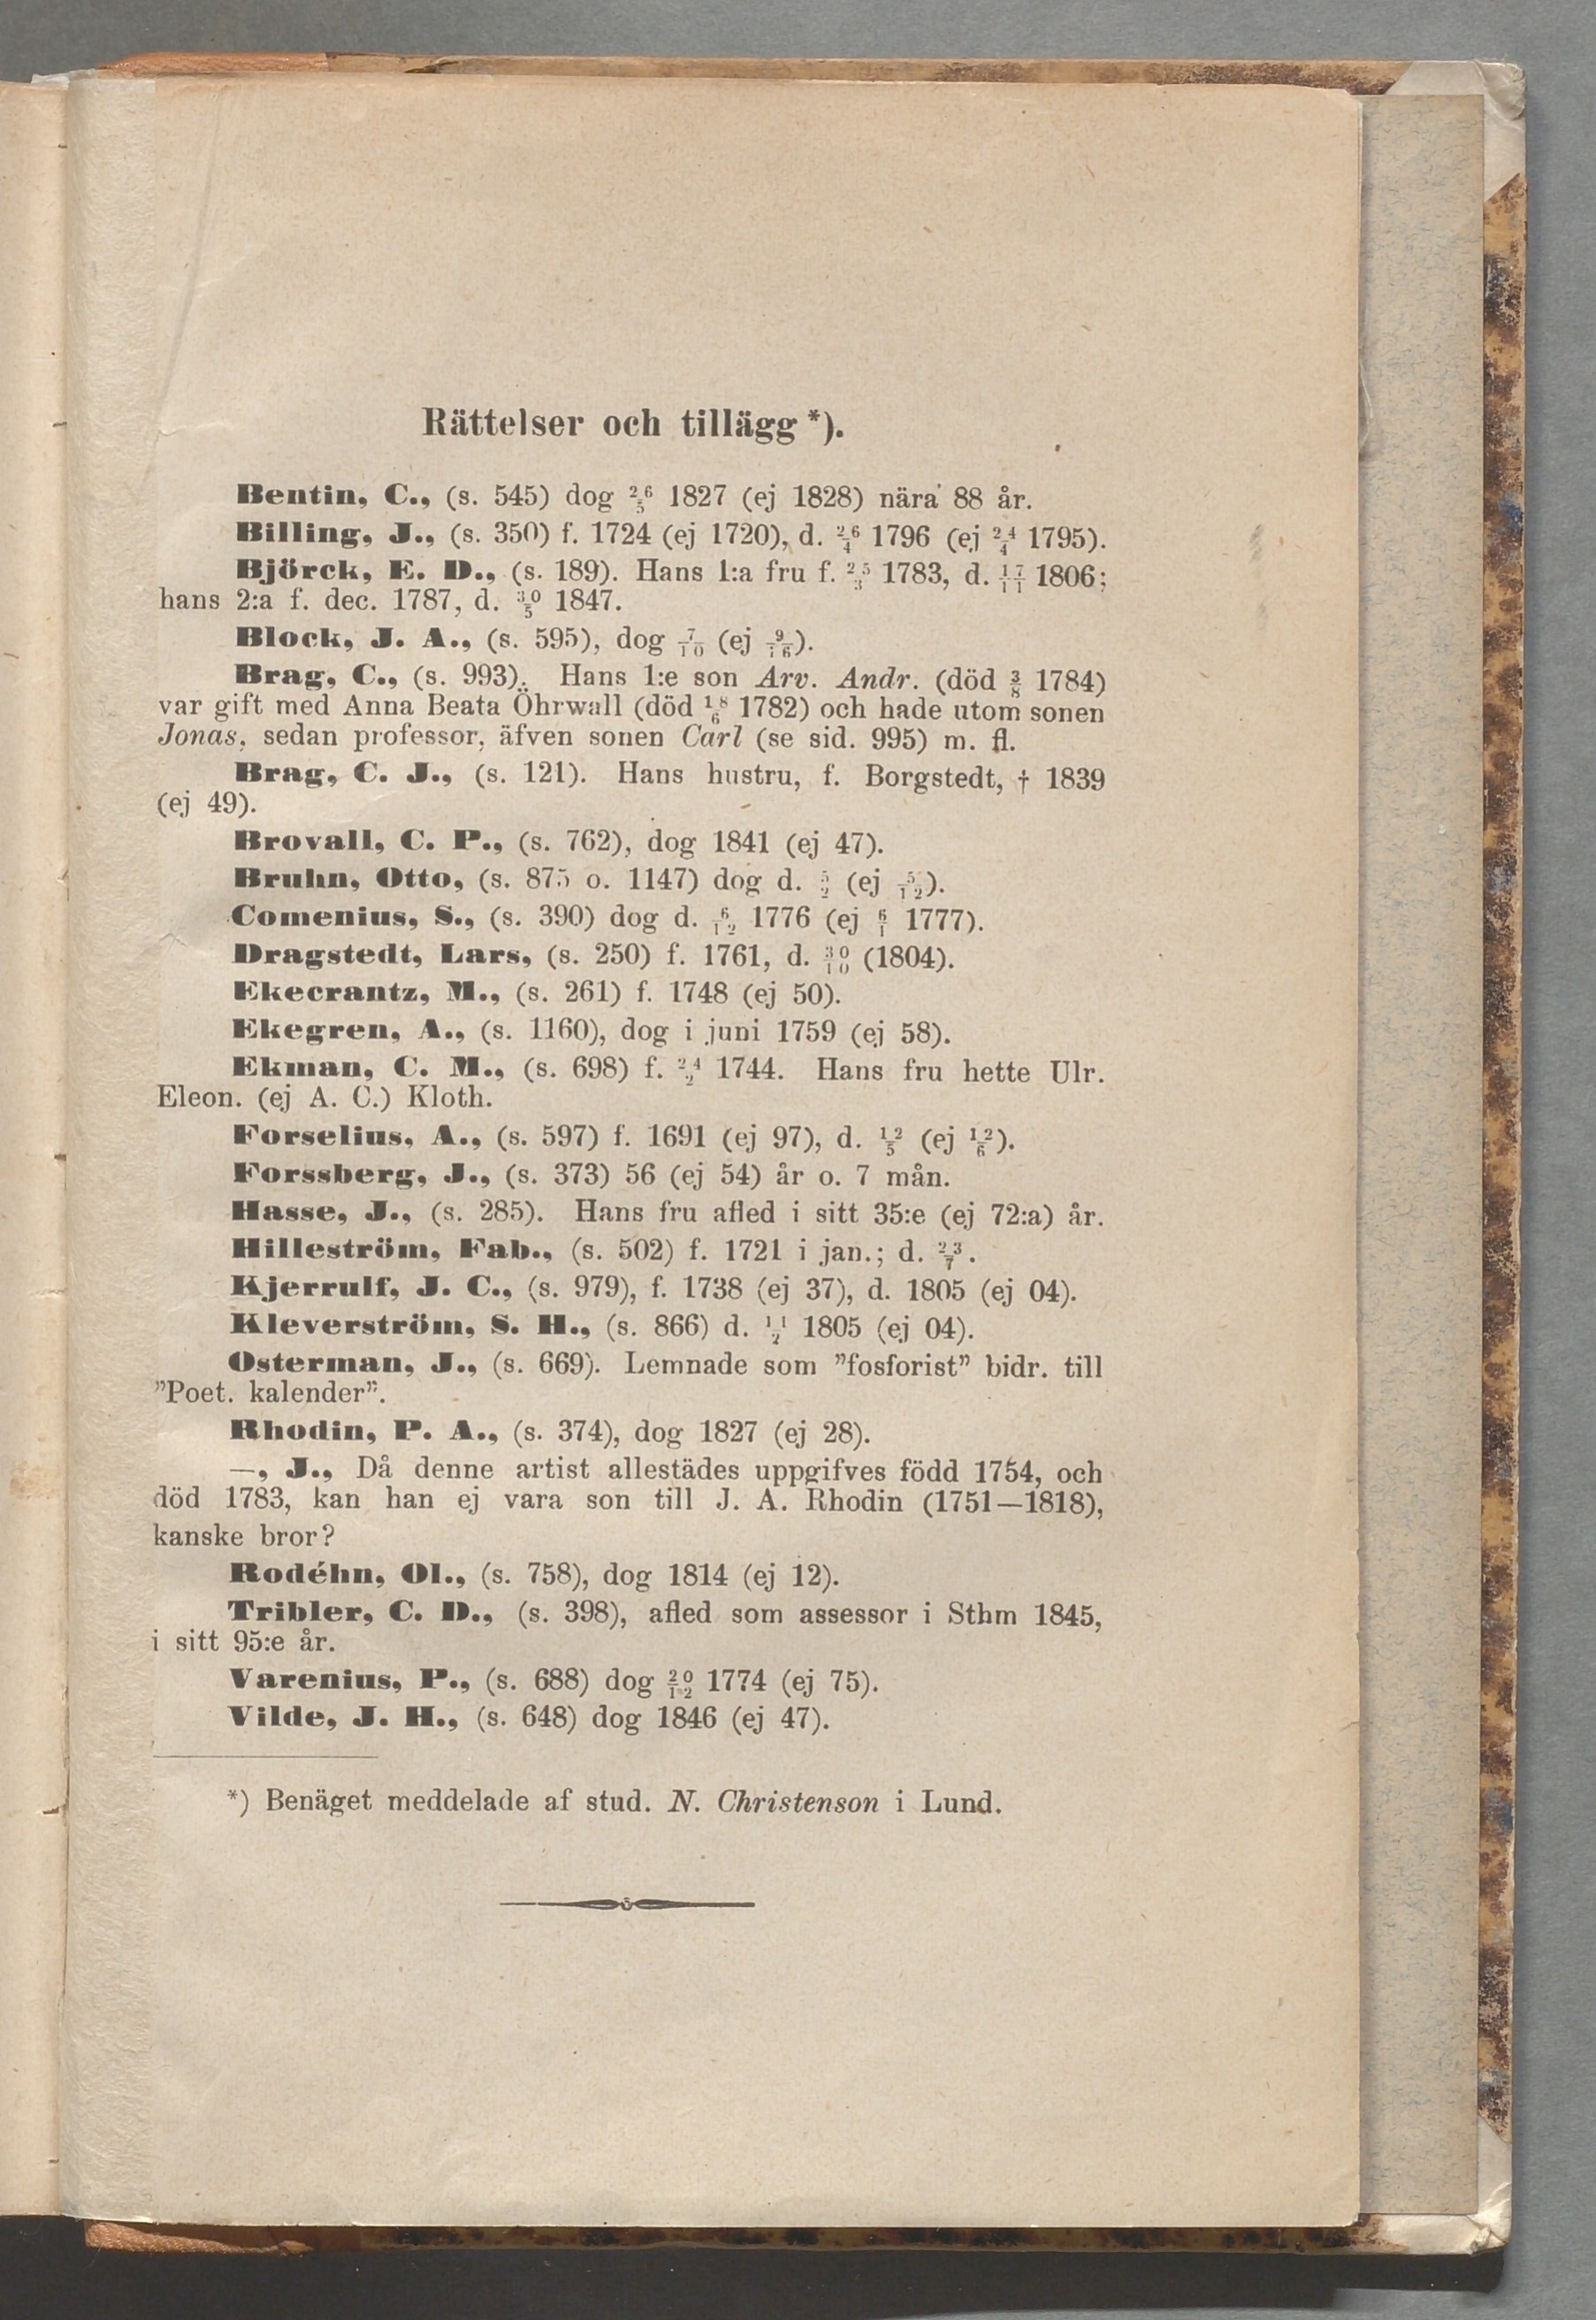 Rättelser och tillägg *).
Bentin, C., (s. 545) dog 26/5 1827 (ej 1828) nära 88 år.
Billing, J., (s. 350) f. 1724 (ej 1720), d. 26/4 1796 (ej 24/4 1795).
Björck, E. D., (s. 189). Hans 1:a fru f. 25/3 1783, d. 17/11 1806;
hans 2:a f. dec. 1787, d. 30/5 1847.
Block, J. A., (s. 595), dog 7/10 (ej 9/16).
Brag, C., (s. 993). Hans 1:e son Arv. Andr. (död 3/8 1784)
var gift med Anna Beata Öhrwall (död 18/6 1782) och hade utom sonen
Jonas, sedan professor, äfven sonen Carl (se sid. 995) m. fl.
Brag, C. J., (s. 121). Hans hustru, f. Borgstedt, † 1839
(ej 49).
Brovall, C. P., (s. 762), dog 1841 (ej 47).
Bruhn, Otto, (s. 875 o. 1147) dog d. 5/2 (ej 5/12).
Comenius, S., (s. 390) dog d. 6/12 1776 (ej 6/1 1777).
Dragstedt, Lars, (s. 250) f. 1761, d. 30/10 (1804).
Ekecrantz, M., (s. 261) f. 1748 (ej 50).
Ekegren, A., (s. 1160), dog i juni 1759 (ej 58).
Ekman, C. M., (s. 698) f. 24/2 1744. Hans fru hette Ulr.
Eleon. (ej A. C.) Kloth.
Forselius, A., (s. 597) f. 1691 (ej 97), d. 12/5 (ej 12/6).
Forssberg, J., (s. 373) 56 (ej 54) år o. 7 mån.
Hasse, J., (s. 285). Hans fru afled i sitt 35:e (ej 72:a) år.
Hilleström, Fab., (s. 502) f. 1721 i jan.; d. 23/7.
Kjerrulf, J. C., (s. 979), f. 1738 (ej 37), d. 1805 (ej 04).
Kleverström, S. H., (s. 866) d. 11/2 1805 (ej 04).
Osterman, J., (s. 669). Lemnade som ”fosforist” bidr. till
”Poet. kalender”.
Rhodin, P. A., (s. 374), dog 1827 (ej 28).
—, J., Då denne artist allestädes uppgifves född 1754, och
död 1783, kan han ej vara son till J. A. Rhodin (1751—1818),
kanske bror?
Rodéhn, Ol., (s. 758), dog 1814 (ej 12).
Tribler, C. D., (s. 398), afled som assessor i Sthm 1845,
i sitt 95:e år.
Varenius, P., (s. 688) dog 20/12 1774 (ej 75).
Vilde, J. H., (s. 648) dog 1846 (ej 47).
*) Benäget meddelade af stud. N. Christenson i Lund.